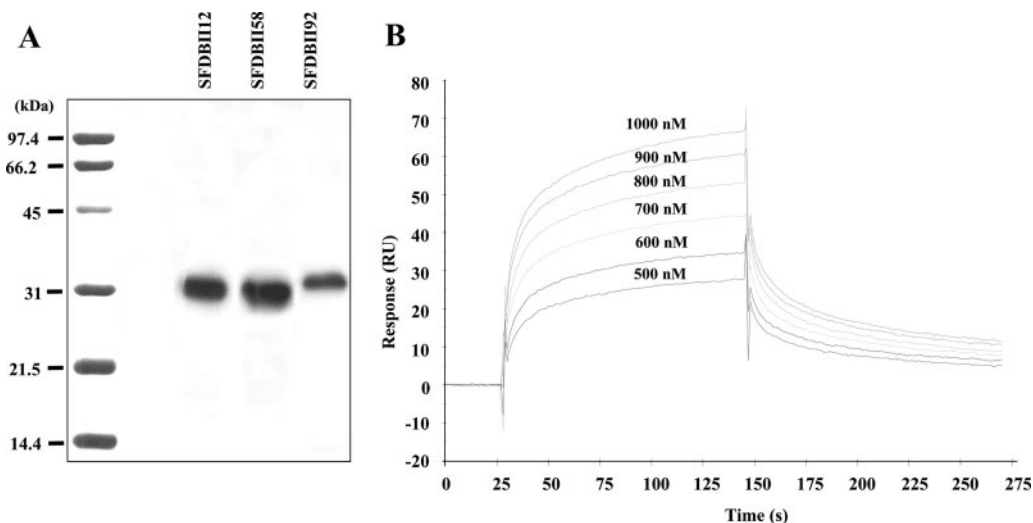 A
SFDBII12
SFDBII58
SFDBII92
(kDa)
97.4
66.2
45
31
21.5
14.4
B
80
70
60
50
40
30
20
10
0
-10
-20
Response (RU)
1000 nM
900 nM
800 nM
700 nM
600 nM
500 nM
0 25 50 75 100 125 150 175 200 225 250 275
Time (s)